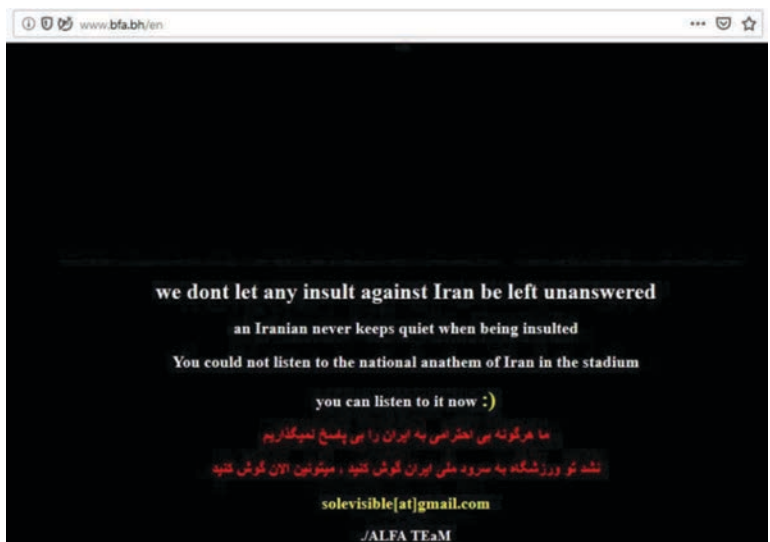 www.bfa.bh/en
we dont let any insult against Iran be left unanswered
an Iranian never keeps quiet when being insulted
You could not listen to the national anathem of Iran in the stadium
you can listen to it now :)
ما هرگونه بی احترامی به ایران را بی پاسخ نمیگذاریم
نشد تو ورزشگاه به سرود ملی ایران گوش کنید ، میتونین الان گوش کنید
solevisible[at]gmail.com
./ALFA TEaM